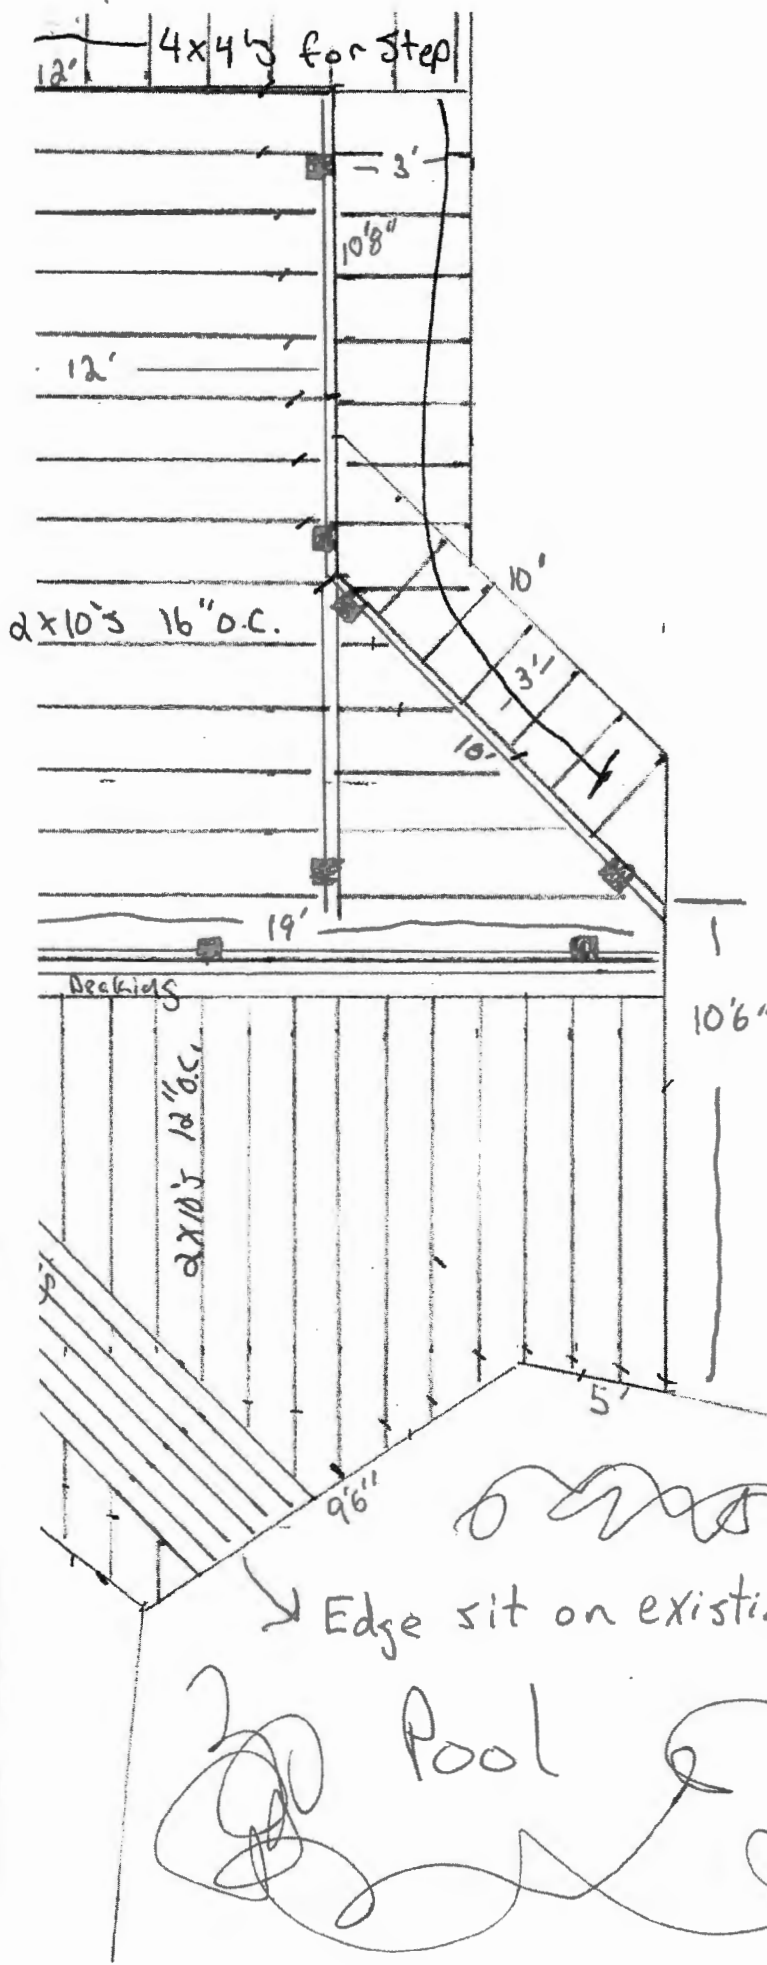 4x4's for Step
12'
3'
10'8"
12'
10'
2x10's 16" O.C.
3'
10'
19'
Decking
10'6"
2x10's 12" O.C.
5'
9'6"
Edge sit on
Pool